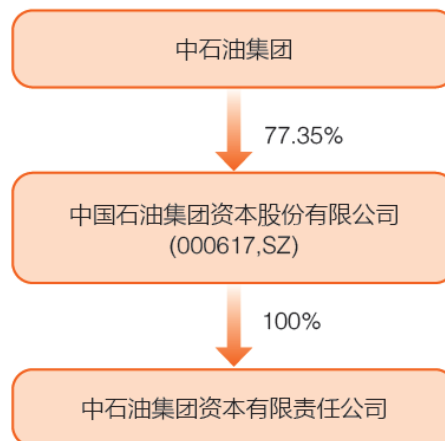 中石油集团
77.35%
中国石油集团资本股份有限公司
(000617,SZ)
100%
中石油集团资本有限责任公司